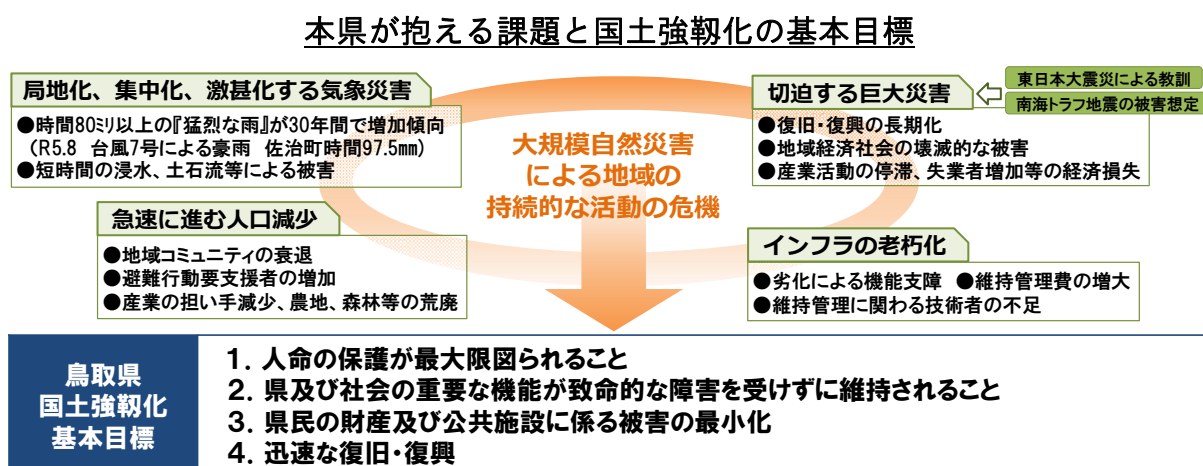 本県が抱える課題と国土強靱化の基本目標
局地化、集中化、激甚化する気象災害
●時間80ミリ以上の『猛烈な雨』が30年間で増加傾向
（R5.8　台風7号による豪雨　佐治町時間97.5㎜）
●短時間の浸水、土石流等による被害
切迫する巨大災害
東日本大震災による教訓
南海トラフ地震の被害想定
●復旧・復興の長期化
●地域経済社会の壊滅的な被害
●産業活動の停滞、失業者増加等の経済損失
大規模自然災害
による地域の
持続的な活動の危機
急速に進む人口減少
●地域コミュニティの衰退
●避難行動要支援者の増加
●産業の担い手減少、農地、森林等の荒廃
インフラの老朽化
●劣化による機能支障　●維持管理費の増大
●維持管理に関わる技術者の不足
鳥取県
国土強靱化
基本目標
1．人命の保護が最大限図られること
2．県及び社会の重要な機能が致命的な障害を受けずに維持されること
3．県民の財産及び公共施設に係る被害の最小化
4．迅速な復旧・復興